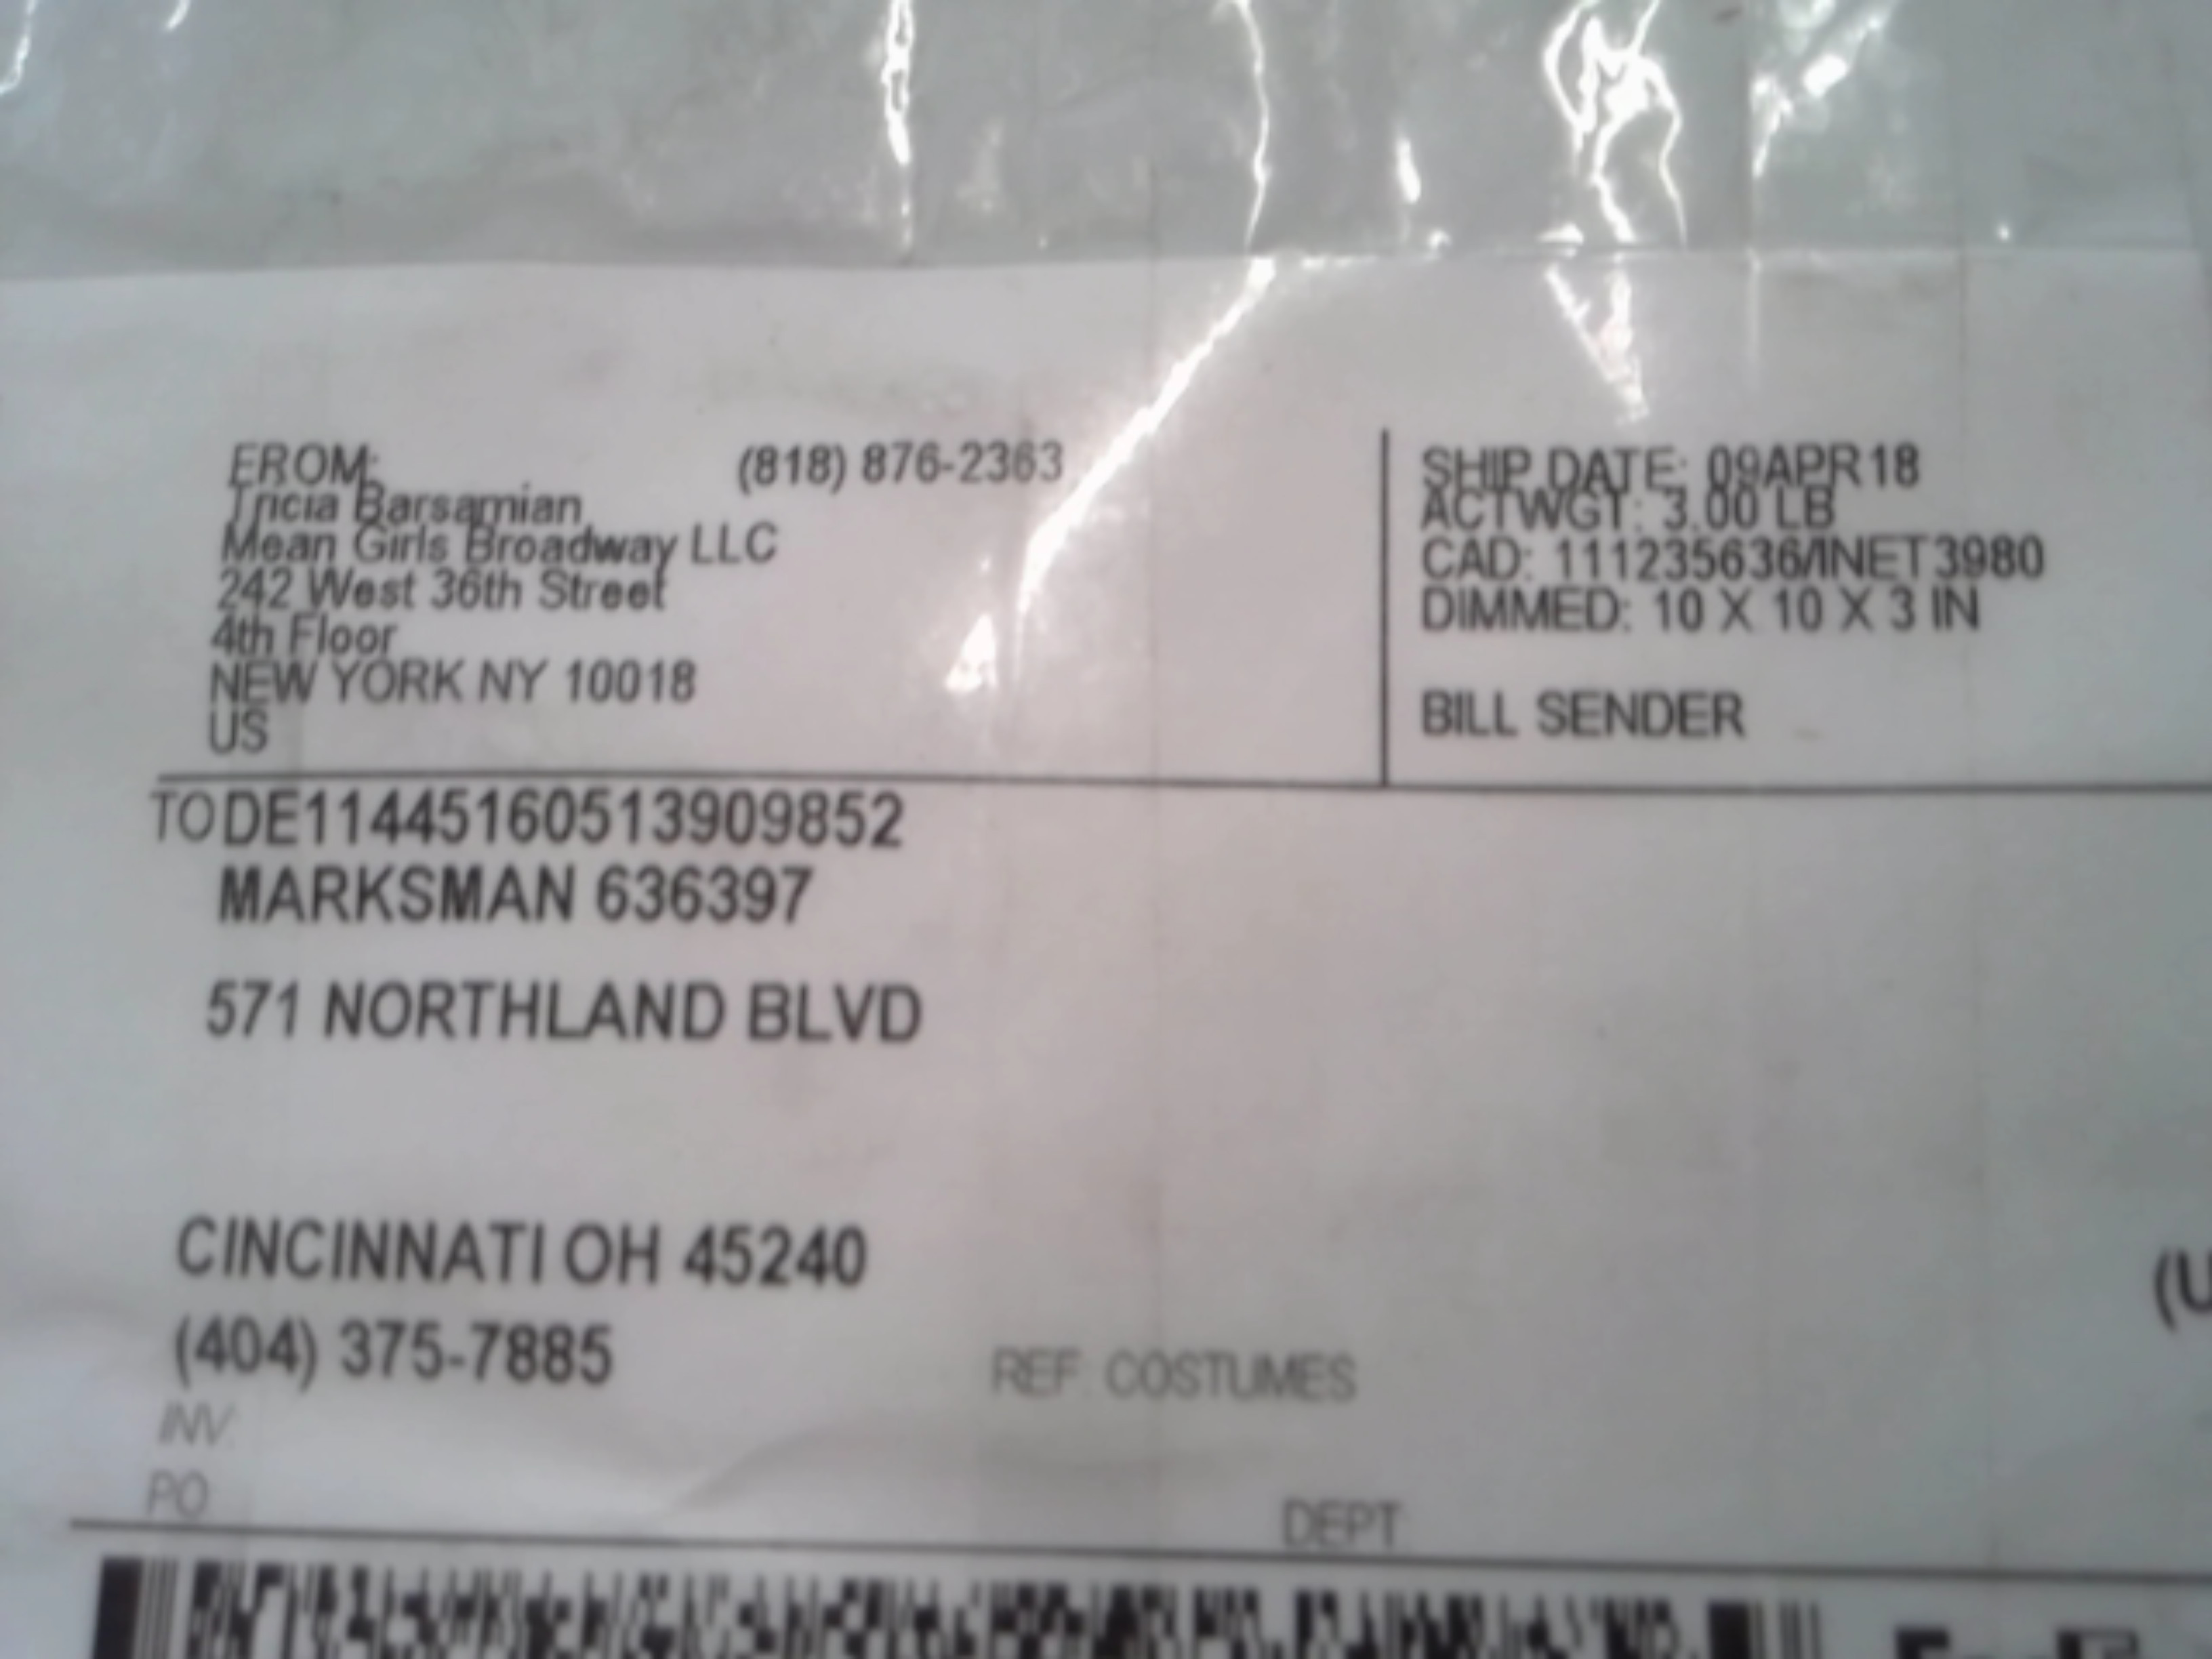 FROM: (818) 876-2363
Tricia Barsamian
Mean Girls Broadway LLC
242 West 36th Street
4th Floor
NEW YORK NY 10018
US
SHIP DATE: 09APR18
ACTWGT: 3.00 LB
CAD: 111235636/INET3980
DIMMED: 10 X 10 X 3 IN
BILL SENDER
TO DE11445160513909852
MARKSMAN 636397
571 NORTHLAND BLVD
CINCINNATI OH 45240
(404) 375-7885
REF: COSTUMES
INV:
PO:
DEPT: